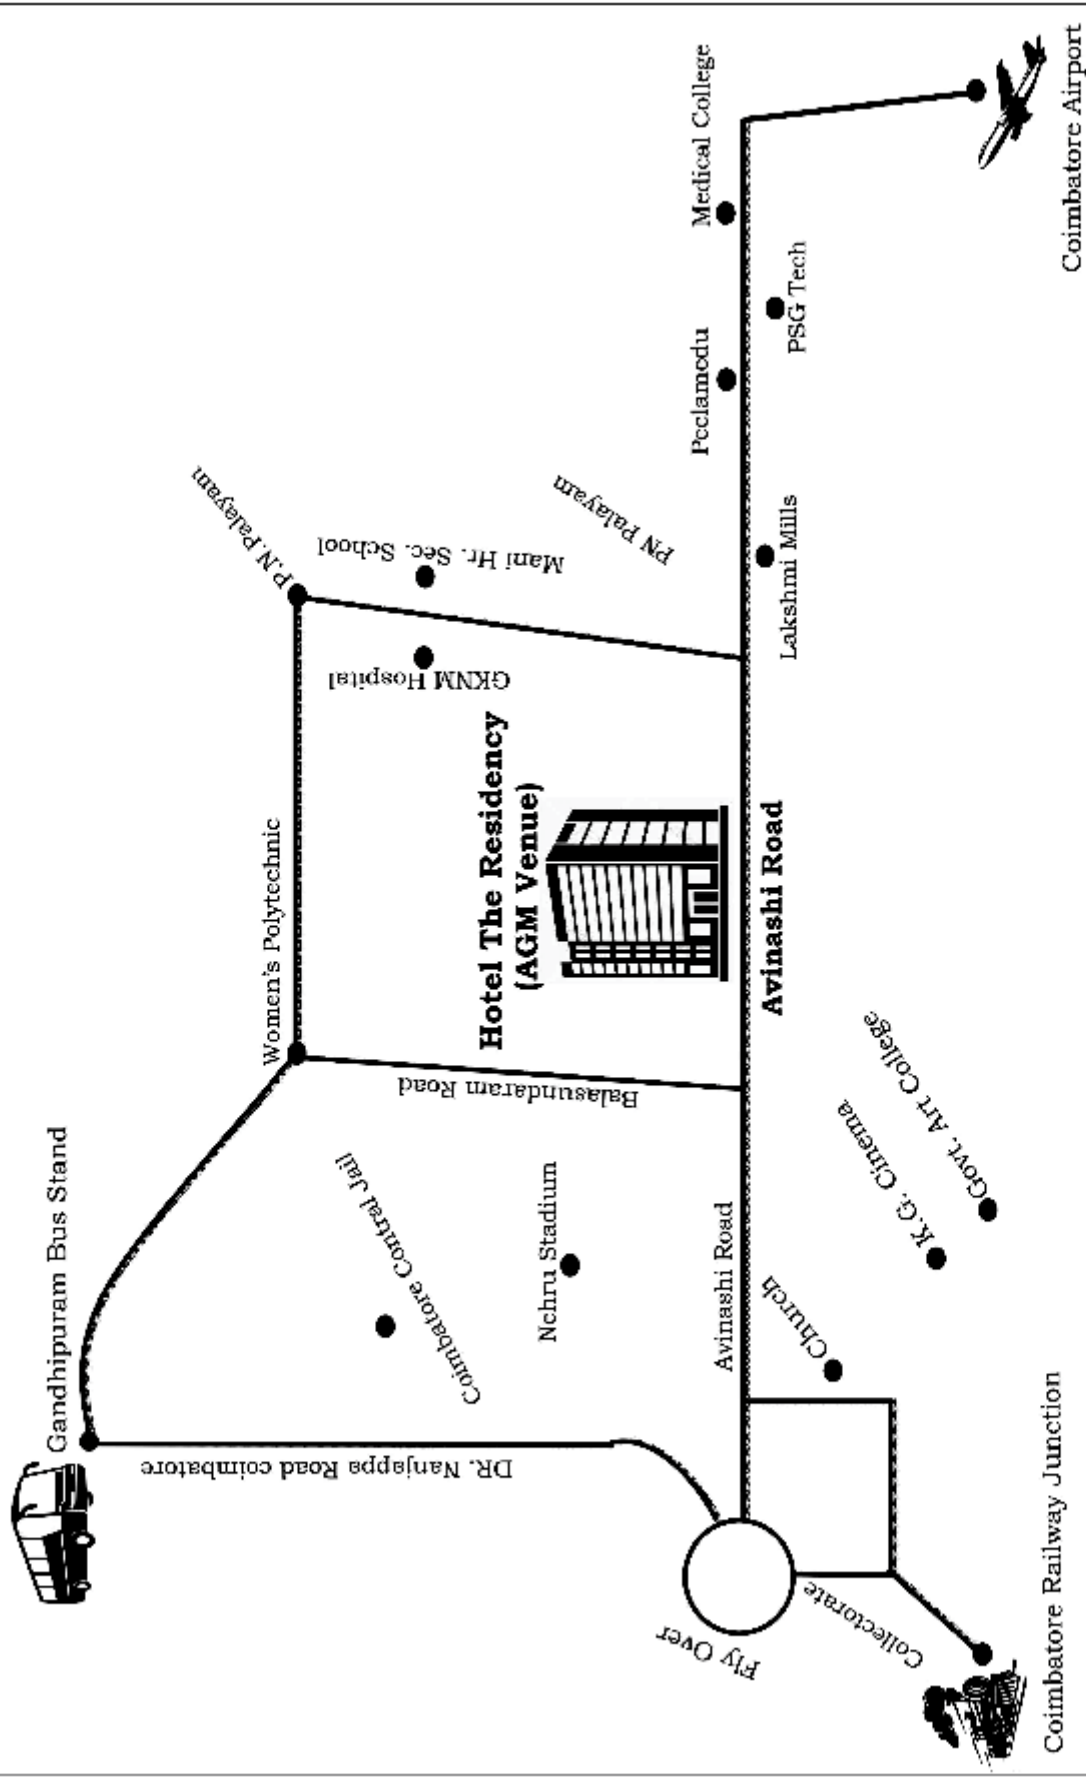 Gandhipuram Bus Stand
Women's Polytechnic
P.N.Palayam
DR. Nanjappa Road coimbatore
Coimbatore Central Jail
Nehru Stadium
Balasundaram Road
GKNM Hospital
Mani Hr. Sec. School
PN Palayam
Hotel The Residency
(AGM Venue)
Fly Over
Avinashi Road
Avinashi Road
Peelamedu
Medical College
Lakshmi Mills
PSG Tech
Collectorate
Church
K.G. Cinema
Govt. Art College
Coimbatore Railway Junction
Coimbatore Airport